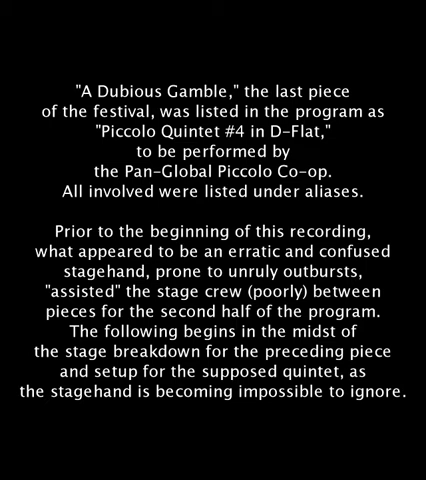 "A Dubious Gamble," the last piece
of the festival, was listed in the program as
"Piccolo Quintet #4 in D-Flat,"
to be performed by
the Pan-Global Piccolo Co-op.
All involved were listed under aliases.
Prior to the beginning of this recording,
what appeared to be an erratic and confused
stagehand, prone to unruly outbursts,
"assisted" the stage crew (poorly) between
pieces for the second half of the program.
The following begins in the midst of
the stage breakdown for the preceding piece
and setup for the supposed quintet, as
the stagehand is becoming impossible to ignore.